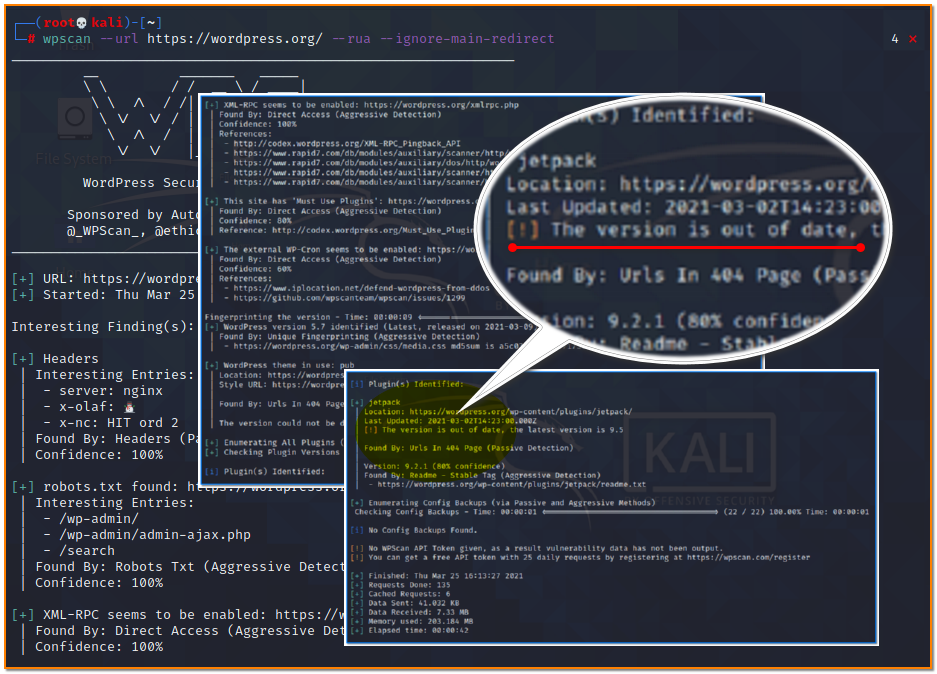 (root💀kali)-[~]
# wpscan --url https://wordpress.org/ --rua --ignore-main-redirect
4 ×
File System
WordPress Secu
Sponsored by Auto
@_WPScan_, @ethic
[+] URL: https://wordpre
[+] Started: Thu Mar 25
Interesting Finding(s):
[+] Headers
| Interesting Entries:
| - server: nginx
| - x-olaf: ⛄
| - x-nc: HIT ord 2
| Found By: Headers (Pa
| Confidence: 100%
[+] robots.txt found: https://wordpress.o
| Interesting Entries:
| - /wp-admin/
| - /wp-admin/admin-ajax.php
| - /search
| Found By: Robots Txt (Aggressive Detect
| Confidence: 100%
[+] XML-RPC seems to be enabled: https://w
| Found By: Direct Access (Aggressive Det
| Confidence: 100%
[+] XML-RPC seems to be enabled: https://wordpress.org/xmlrpc.php
| Found By: Direct Access (Aggressive Detection)
| Confidence: 100%
| References:
| - http://codex.wordpress.org/XML-RPC_Pingback_API
| - https://www.rapid7.com/db/modules/auxiliary/scanner/http/
| - https://www.rapid7.com/db/modules/auxiliary/dos/http/wo
| - https://www.rapid7.com/db/modules/auxiliary/scanner/htt
| - https://www.rapid7.com/db/modules/auxiliary/scanner/htt
[+] This site has 'Must Use Plugins': https://wordpres
| Found By: Direct Access (Aggressive Detection)
| Confidence: 80%
| Reference: http://codex.wordpress.org/Must_Use_Plugin
[+] The external WP-Cron seems to be enabled: https://wo
| Found By: Direct Access (Aggressive Detection)
| Confidence: 60%
| References:
| - https://www.iplocation.net/defend-wordpress-from-ddos
| - https://github.com/wpscanteam/wpscan/issues/1299
Fingerprinting the version - Time: 00:00:09
[+] WordPress version 5.7 identified (Latest, released on 2021-03-09
| Found By: Unique Fingerprinting (Aggressive Detection)
| - https://wordpress.org/wp-admin/css/media.css md5sum is a5c02
[+] WordPress theme in use: pub
| Location: https://wordpres
| Style URL: https://wordpre
| Found By: Urls In 404 Page
| The version could not be d
[+] Enumerating All Plugins (
[+] Checking Plugin Versions
[i] Plugin(s) Identified:
(s) Identified:
jetpack
Location: https://wordpress.org/
Last Updated: 2021-03-02T14:23:00
[!] The version is out of date, t
Found By: Urls In 404 Page (Pass
ion: 9.2.1 (80% confide
Readme - Stabl
[i] Plugin(s) Identified:
[+] jetpack
| Location: https://wordpress.org/wp-content/plugins/jetpack/
| Last Updated: 2021-03-02T14:23:00.000Z
| [!] The version is out of date, the latest version is 9.5
| Found By: Urls In 404 Page (Passive Detection)
| Version: 9.2.1 (80% confidence)
| Found By: Readme - Stable Tag (Aggressive Detection)
| - https://wordpress.org/wp-content/plugins/jetpack/readme.txt
[+] Enumerating Config Backups (via Passive and Aggressive Methods)
Checking Config Backups - Time: 00:00:01 (22 / 22) 100.00% Time: 00:00:01
[i] No Config Backups Found.
[!] No WPScan API Token given, as a result vulnerability data has not been output.
[!] You can get a free API token with 25 daily requests by registering at https://wpscan.com/register
[+] Finished: Thu Mar 25 16:13:27 2021
[+] Requests Done: 135
[+] Cached Requests: 6
[+] Data Sent: 41.032 KB
[+] Data Received: 7.33 MB
[+] Memory used: 203.184 MB
[+] Elapsed time: 00:00:42
KALI
FENSIVE SECURITY